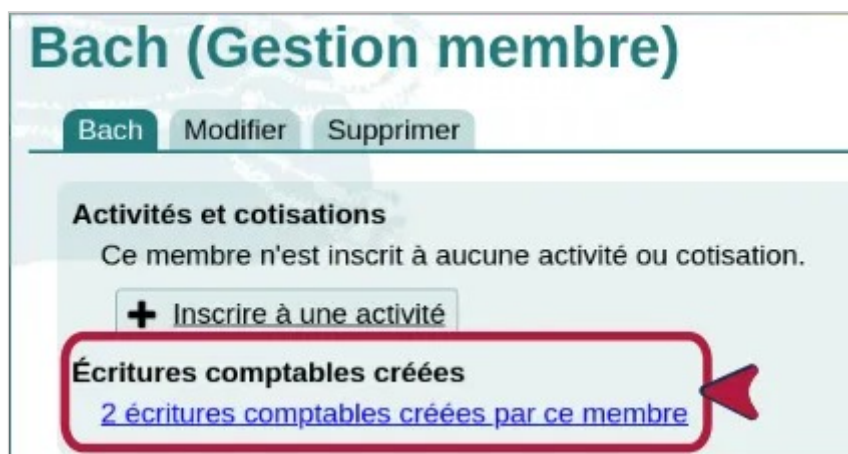 Bach (Gestion membre)
Bach Modifier Supprimer
Activités et cotisations
Ce membre n'est inscrit à aucune activité ou cotisation.
Inscrire à une activité
Écritures comptables créées
2 écritures comptables créées par ce membre